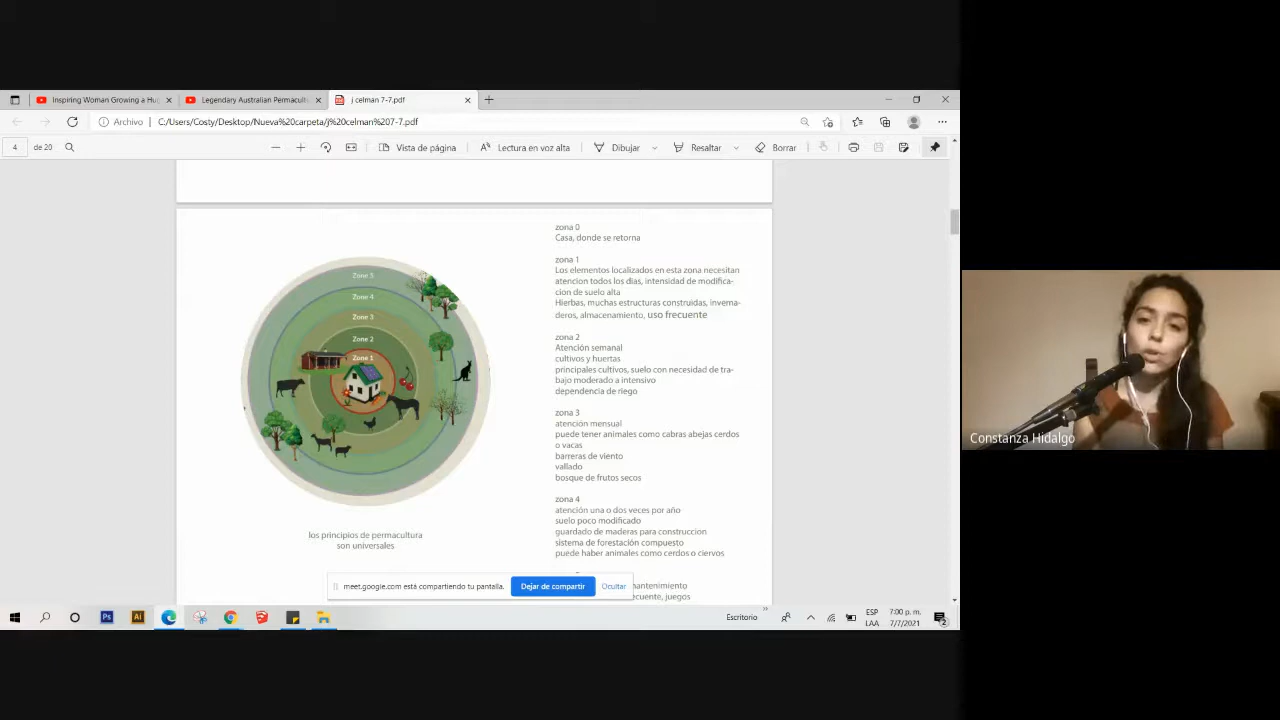 Inspiring Woman Growing a Hu
Legendary Australian Permacult
j celman 7-7.pdf
Archivo
C:/Users/Costy/Desktop/Nueva%20carpeta/j%20celman%207-7.pdf
4 de 20
Vista de página
Lectura en voz alta
Dibujar
Resaltar
Borrar
Zone 5
Zone 4
Zone 3
Zone 2
Zone 1
los principios de permacultura
son universales
zona 0
Casa, donde se retorna
zona 1
Los elementos localizados en esta zona necesitan
atencion todos los dias, intensidad de modifica-
cion de suelo alta
Hierbas, muchas estructuras construidas, inverna-
deros, almacenamiento, uso frecuente
zona 2
Atención semanal
cultivos y huertas
principales cultivos, suelo con necesidad de tra-
bajo moderado a intensivo
dependencia de riego
zona 3
atención mensual
puede tener animales como cabras abejas cerdos
o vacas
barreras de viento
vallado
bosque de frutos secos
zona 4
atención una o dos veces por año
suelo poco modificado
guardado de maderas para construccion
sistema de forestación compuesto
puede haber animales como cerdos o ciervos
mantenimiento
ecuente, juegos
meet.google.com está compartiendo tu pantalla.
Dejar de compartir
Ocultar
Constanza Hidalgo
Ps
Ai
Escritorio
ESP
LAA
7:00 p. m.
7/7/2021
2